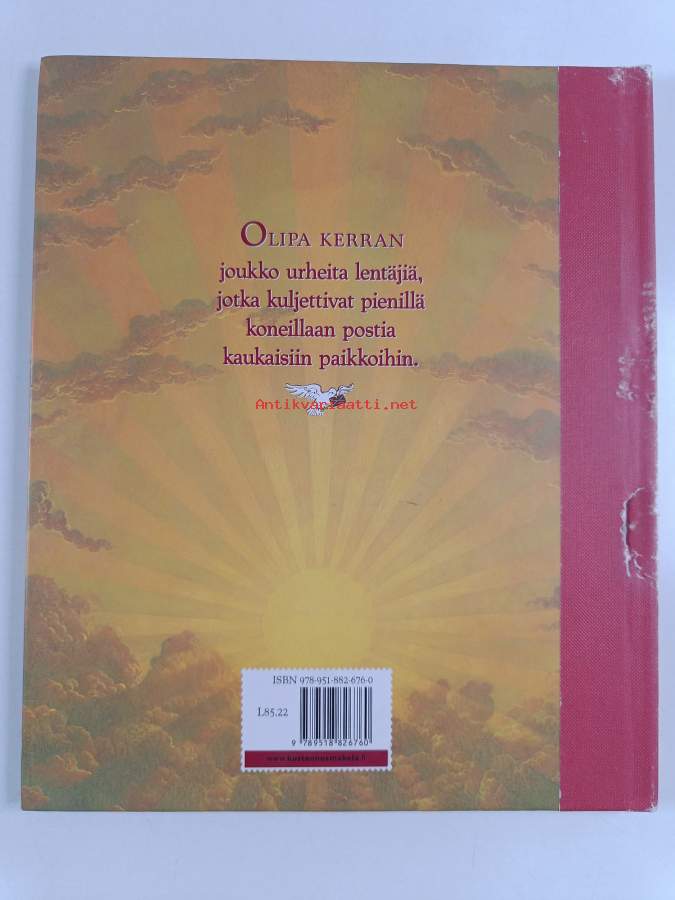 OLIPA KERRAN
joukko urheita lentäjiä,
jotka kuljettivat pienillä
koneillaan postia
kaukaisiin paikkoihin.
Antikvariaatti.net
ISBN 978-951-882-676-0
L85.22
9 789518 826760
www.kustannusmakela.fi